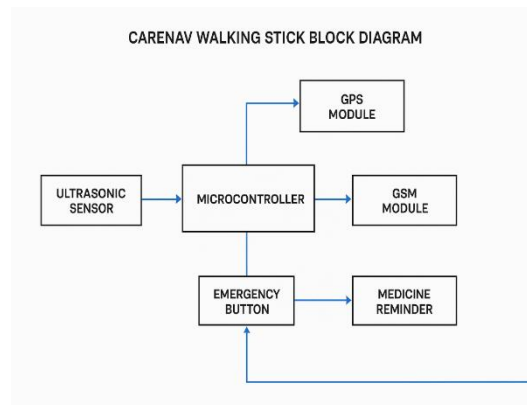 CARENAV WALKING STICK BLOCK DIAGRAM
GPS
MODULE
ULTRASONIC
SENSOR
MICROCONTROLLER
GSM
MODULE
EMERGENCY
BUTTON
MEDICINE
REMINDER